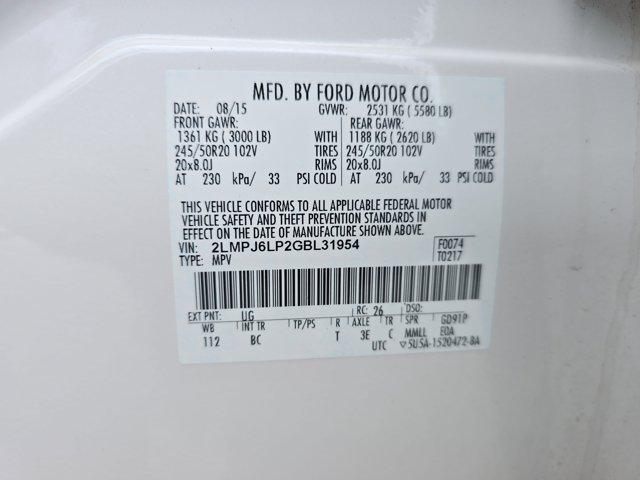 MFD. BY FORD MOTOR CO.
DATE: 08/15 GVWR: 2531 KG ( 5580 LB)
FRONT GAWR: REAR GAWR:
1361 KG ( 3000 LB) WITH 1188 KG ( 2620 LB) WITH
245/50R20 102V TIRES 245/50R20 102V TIRES
20x8.0J RIMS 20x8.0J RIMS
AT 230 kPa/ 33 PSI COLD AT 230 kPa/ 33 PSI COLD
THIS VEHICLE CONFORMS TO ALL APPLICABLE FEDERAL MOTOR
VEHICLE SAFETY AND THEFT PREVENTION STANDARDS IN
EFFECT ON THE DATE OF MANUFACTURE SHOWN ABOVE.
VIN: 2LMPJ6LP2GBL31954 F0074
TYPE: MPV T0217
EXT PNT: UG RC: 26 DSO:
WB INT TR TP/PS R AXLE TR SPR GD91P
112 BC T 3E C MMLL EOA
UTC ▽5U5A-1520472-BA